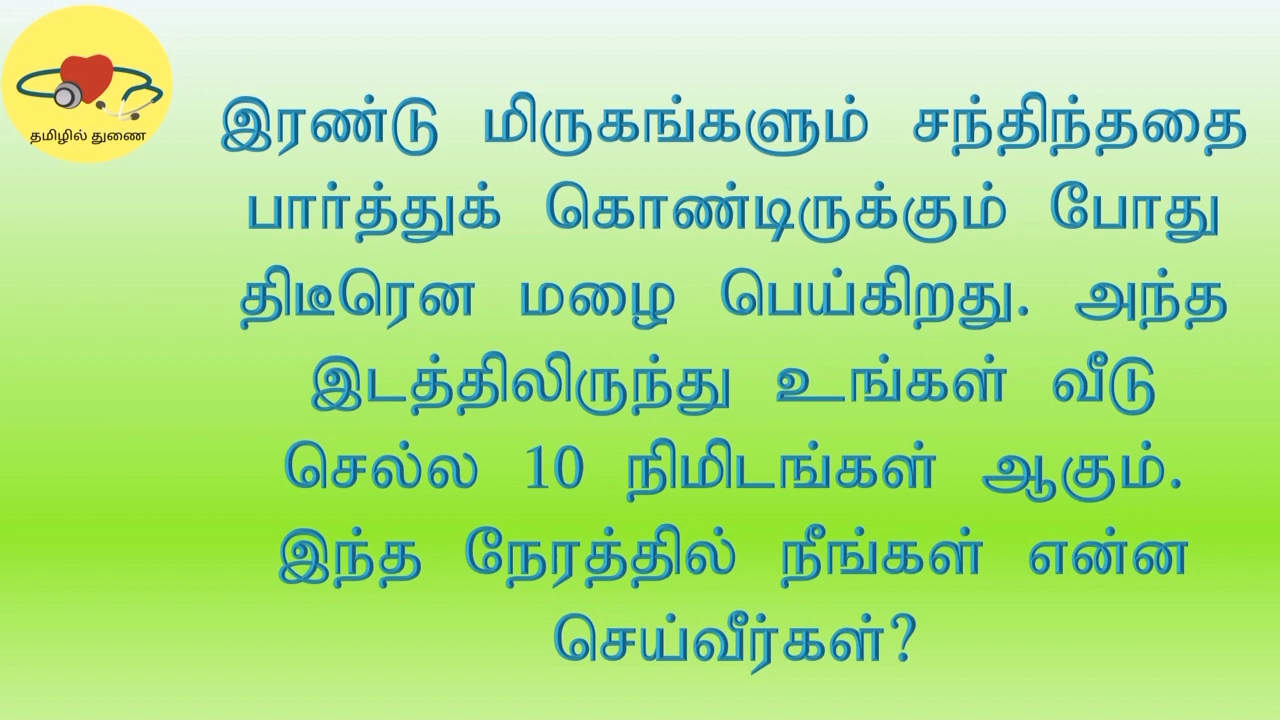 தமிழில் துணை
இரண்டு மிருகங்களும் சந்திந்ததை
பார்த்துக் கொண்டிருக்கும் போது
திடீரென மழை பெய்கிறது. அந்த
இடத்திலிருந்து உங்கள் வீடு
செல்ல 10 நிமிடங்கள் ஆகும்.
இந்த நேரத்தில் நீங்கள் என்ன
செய்வீர்கள்?